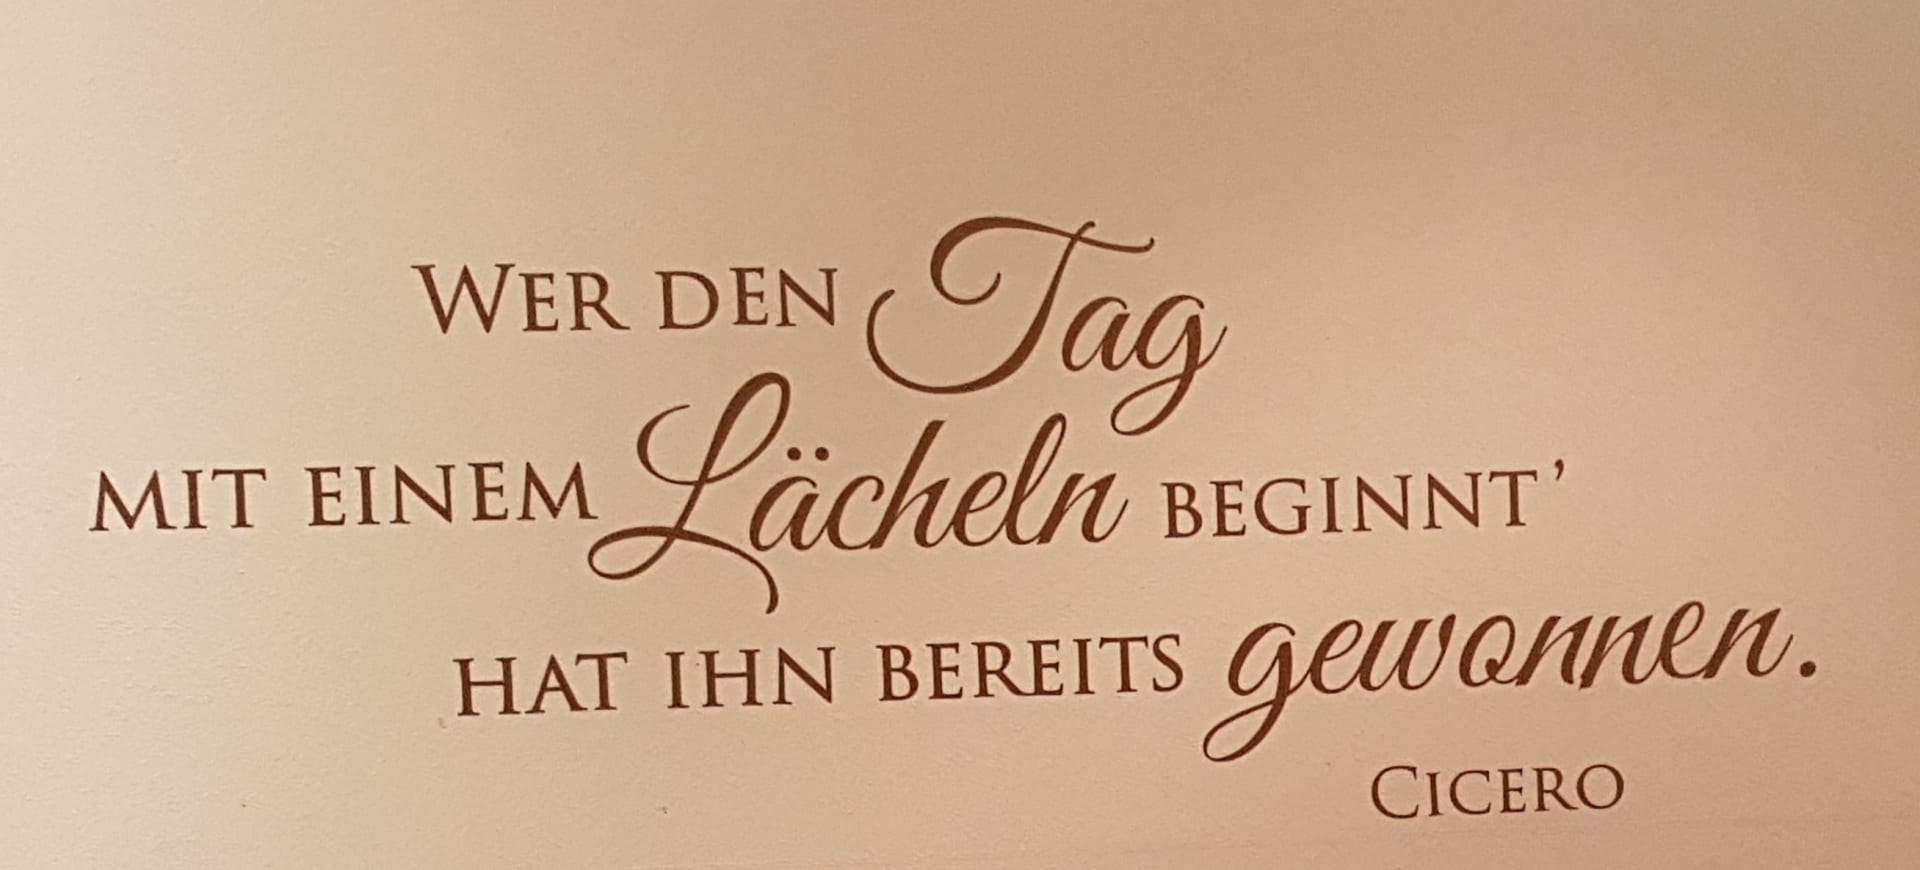 Wer den Tag
mit einem Lächeln beginnt’
hat ihn bereits gewonnen.
Cicero